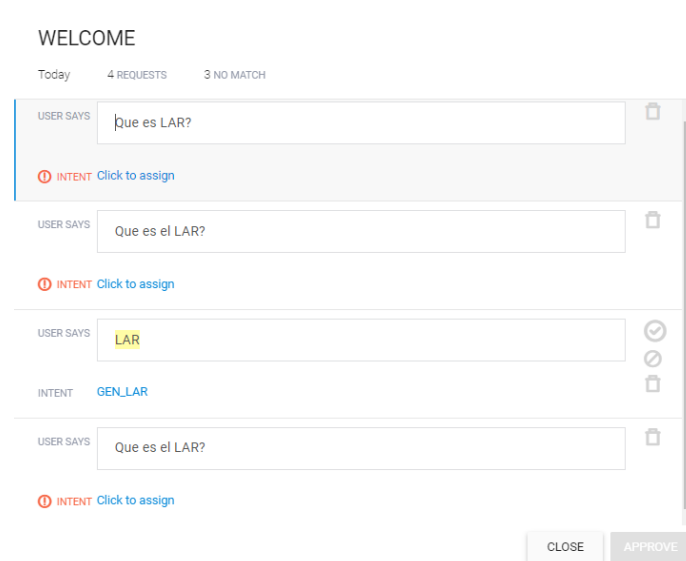 WELCOME
Today 4 REQUESTS 3 NO MATCH
USER SAYS Que es LAR?
INTENT Click to assign
USER SAYS Que es el LAR?
INTENT Click to assign
USER SAYS LAR
INTENT GEN_LAR
USER SAYS Que es el LAR?
INTENT Click to assign
CLOSE APPROVE